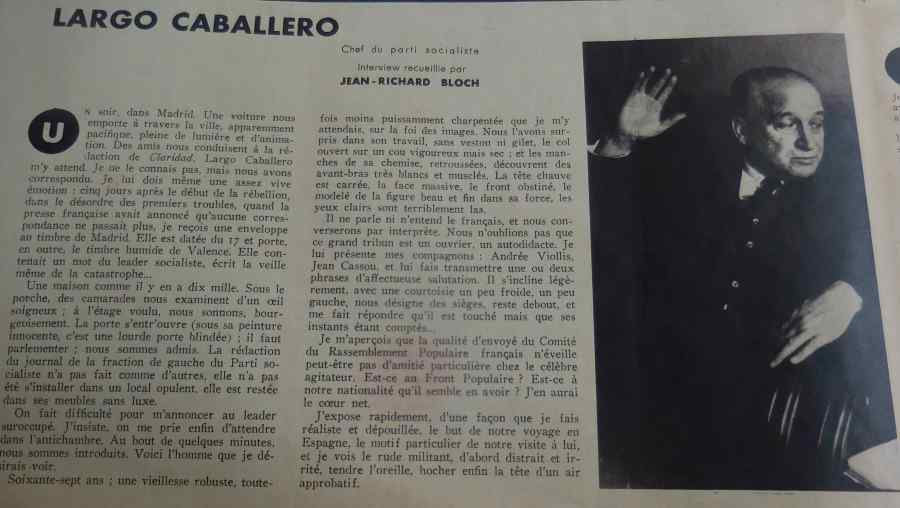 LARGO CABALLERO
Chef du parti socialiste
Interview recueillie par
JEAN-RICHARD BLOCH
UN soir, dans Madrid. Une voiture nous
emporte à travers la ville, apparemment
pacifique, pleine de lumière et d'anima-
tion. Des amis nous conduisent à la ré-
daction de Claridad. Largo Caballero
m'y attend. Je ne le connais pas, mais nous avons
correspondu. Je lui dois même une assez vive
émotion : cinq jours après le début de la rébellion,
dans le désordre des premiers troubles, quand la
presse française avait annoncé qu'aucune corres-
pondance ne passait plus, je reçois une enveloppe
au timbre de Madrid. Elle est datée du 17 et porte,
en outre, le timbre humide de Valence. Elle con-
tenait un mot du leader socialiste, écrit la veille
même de la catastrophe...
Une maison comme il y en a dix mille. Sous le
porche, des camarades nous examinent d'un œil
soigneux ; à l'étage voulu, nous sonnons, bour-
geoisement. La porte s'entr'ouvre (sous sa peinture
innocente, c'est une lourde porte blindée) ; il faut
parlementer ; nous sommes admis. La rédaction
du journal de la fraction de gauche du Parti so-
cialiste n'a pas fait comme d'autres, elle n'a pas
été s'installer dans un local opulent, elle est restée
dans ses meubles sans luxe.
On fait difficulté pour m'annoncer au leader
suroccupé. J'insiste, on me prie enfin d'attendre
dans l'antichambre. Au bout de quelques minutes,
nous sommes introduits. Voici l'homme que je dé-
sirais voir.
Soixante-sept ans ; une vieillesse robuste, toute-
fois moins puissamment charpentée que je m'y
attendais, sur la foi des images. Nous l'avons sur-
pris dans son travail, sans veston ni gilet, le col
ouvert sur un cou vigoureux mais sec ; et les man-
ches de sa chemise, retroussées, découvrent des
avant-bras très blancs et musclés. La tête chauve
est carrée, la face massive, le front obstiné, le
modelé de la figure beau et fin dans sa force, les
yeux clairs sont terriblement las.
Il ne parle ni n'entend le français, et nous con-
verserons par interprète. Nous n'oublions pas que
ce grand tribun est un ouvrier, un autodidacte. Je
lui présente mes compagnons : Andrée Viollis,
Jean Cassou, et lui fais transmettre une ou deux
phrases d'affectueuse salutation. Il s'incline légè-
rement, avec une courtoisie un peu froide, un peu
gauche, nous désigne des sièges, reste debout, et
me fait répondre qu'il est touché mais que ses
instants étant comptés...
Je m'aperçois que la qualité d'envoyé du Comité
du Rassemblement Populaire français n'éveille
peut-être pas d'amitié particulière chez le célèbre
agitateur. Est-ce au Front Populaire ? Est-ce à
notre nationalité qu'il semble en avoir ? J'en aurai
le cœur net.
J'expose rapidement, d'une façon que je fais
réaliste et dépouillée, le but de notre voyage en
Espagne, le motif particulier de notre visite à lui,
et je vois le rude militant, d'abord distrait et ir-
rité, tendre l'oreille, hocher enfin la tête d'un air
approbatif.